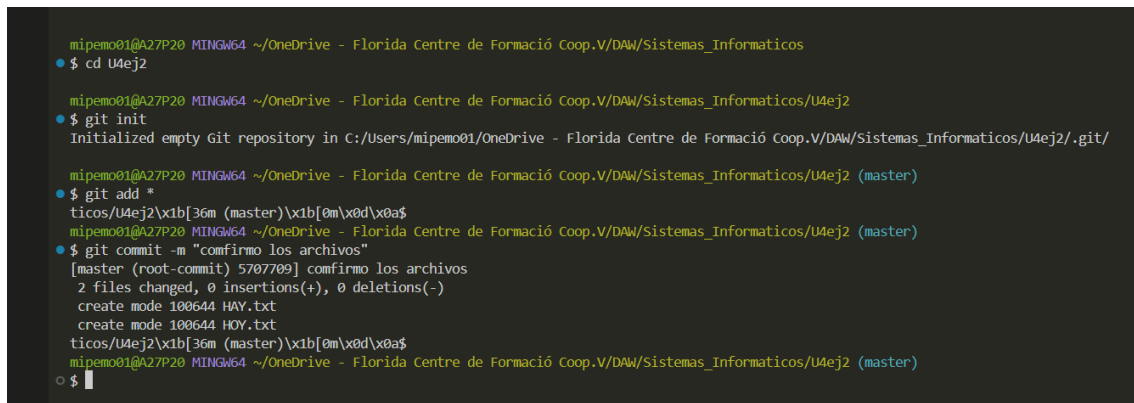 mipemo01@A27P20 MINGW64 ~/OneDrive - Florida Centre de Formació Coop.V/DAW/Sistemas_Informaticos
$ cd U4ej2
mipemo01@A27P20 MINGW64 ~/OneDrive - Florida Centre de Formació Coop.V/DAW/Sistemas_Informaticos/U4ej2
$ git init
Initialized empty Git repository in C:/Users/mipemo01/OneDrive - Florida Centre de Formació Coop.V/DAW/Sistemas_Informaticos/U4ej2/.git/
mipemo01@A27P20 MINGW64 ~/OneDrive - Florida Centre de Formació Coop.V/DAW/Sistemas_Informaticos/U4ej2 (master)
$ git add *
ticos/U4ej2\x1b[36m (master)\x1b[0m\x0d\x0a$
mipemo01@A27P20 MINGW64 ~/OneDrive - Florida Centre de Formació Coop.V/DAW/Sistemas_Informaticos/U4ej2 (master)
$ git commit -m "comfirmo los archivos"
[master (root-commit) 5707709] comfirmo los archivos
2 files changed, 0 insertions(+), 0 deletions(-)
create mode 100644 HAY.txt
create mode 100644 HOY.txt
ticos/U4ej2\x1b[36m (master)\x1b[0m\x0d\x0a$
mipemo01@A27P20 MINGW64 ~/OneDrive - Florida Centre de Formació Coop.V/DAW/Sistemas_Informaticos/U4ej2 (master)
$